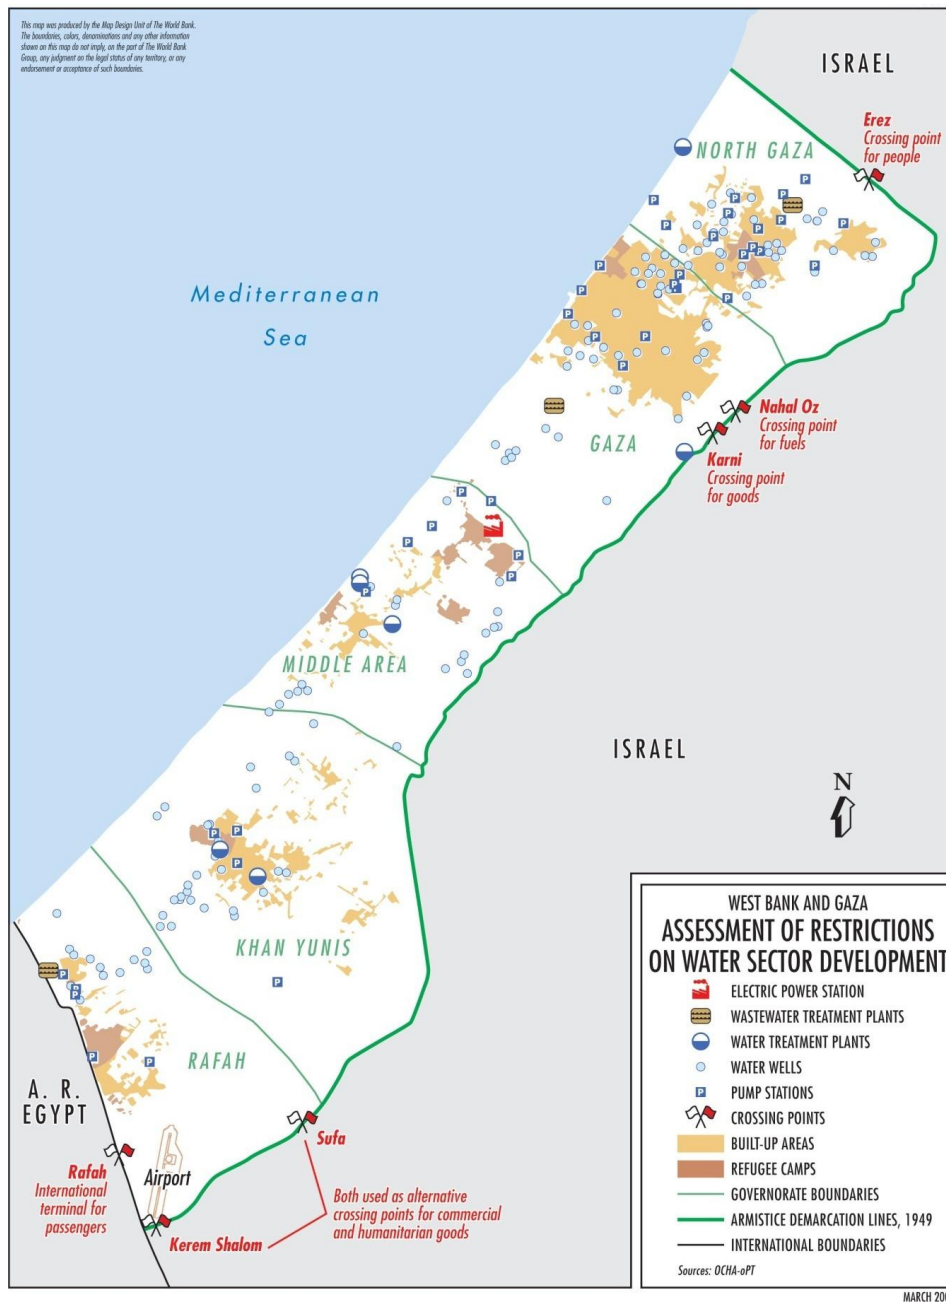 This map was produced by the Map Design Unit of The World Bank.
The boundaries, colors, denominations and any other information
shown on this map do not imply, on the part of The World Bank
Group, any judgment on the legal status of any territory, or any
endorsement or acceptance of such boundaries.
ISRAEL
Erez
Crossing point
for people
NORTH GAZA
Mediterranean
Sea
Nahal Oz
Crossing point
for fuels
GAZA
Karni
Crossing point
for goods
MIDDLE AREA
ISRAEL
N
KHAN YUNIS
RAFAH
A. R.
EGYPT
Sufa
Rafah
International
terminal for
passengers
Airport
Both used as alternative
crossing points for commercial
and humanitarian goods
Kerem Shalom
WEST BANK AND GAZA
ASSESSMENT OF RESTRICTIONS
ON WATER SECTOR DEVELOPMENT
ELECTRIC POWER STATION
WASTEWATER TREATMENT PLANTS
WATER TREATMENT PLANTS
WATER WELLS
P PUMP STATIONS
CROSSING POINTS
BUILT-UP AREAS
REFUGEE CAMPS
GOVERNORATE BOUNDARIES
ARMISTICE DEMARCATION LINES, 1949
INTERNATIONAL BOUNDARIES
Sources: OCHA-oPT
MARCH